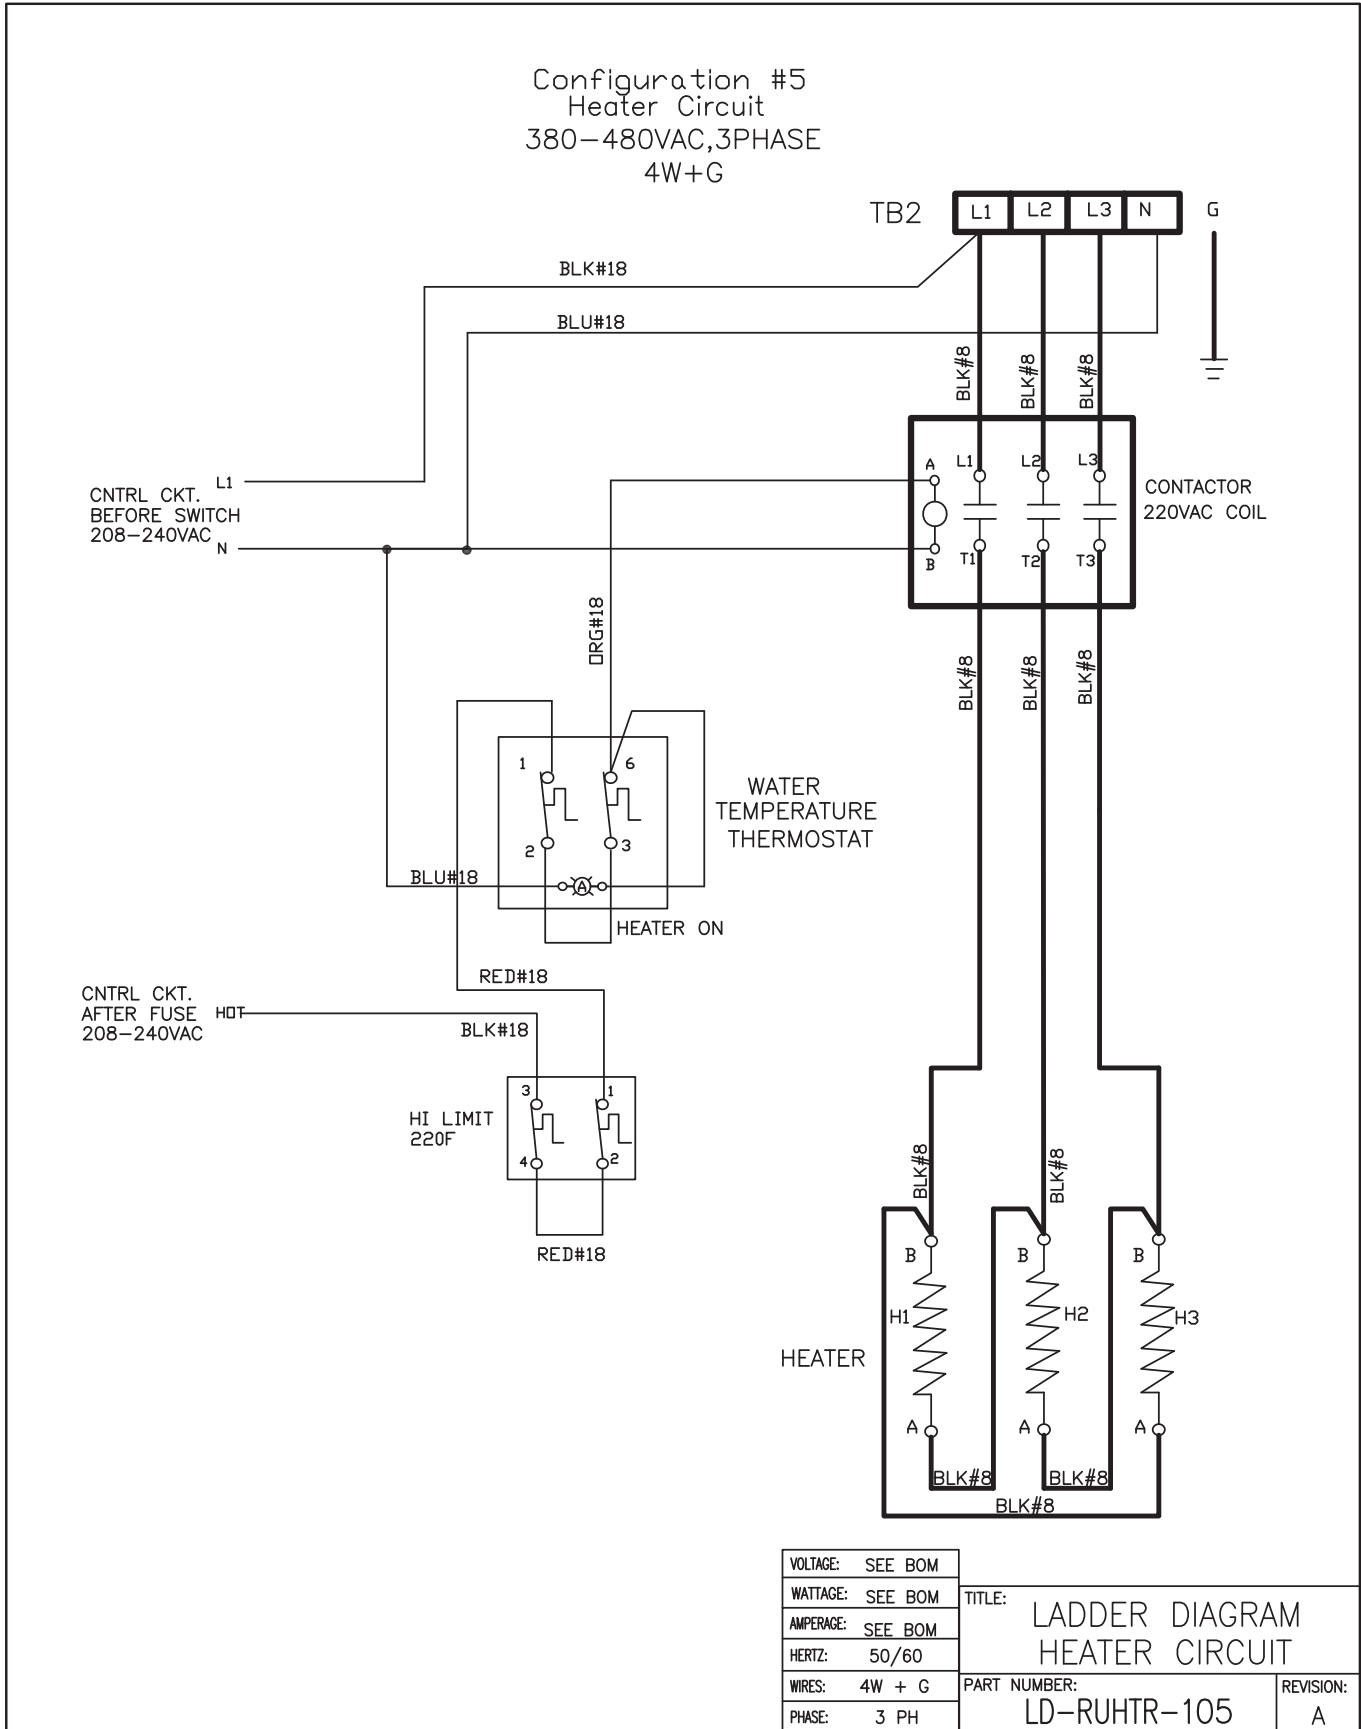 Configuration #5
Heater Circuit
380-480VAC,3PHASE
4W+G
TB2
L1
L2
L3
N
G
BLK#18
BLU#18
BLK#8
BLK#8
BLK#8
CNTRL CKT.
BEFORE SWITCH
208-240VAC
L1
N
A
B
L1
L2
L3
T1
T2
T3
CONTACTOR
220VAC COIL
ORG#18
BLK#8
BLK#8
BLK#8
1
6
2
3
A
WATER
TEMPERATURE
THERMOSTAT
BLU#18
HEATER ON
RED#18
CNTRL CKT.
AFTER FUSE
208-240VAC
HOT
BLK#18
HI LIMIT
220F
3
1
4
2
RED#18
BLK#8
BLK#8
B
B
B
H1
H2
H3
HEATER
A
A
A
BLK#8
BLK#8
BLK#8
VOLTAGE: SEE BOM
WATTAGE: SEE BOM
AMPERAGE: SEE BOM
HERTZ: 50/60
WIRES: 4W + G
PHASE: 3 PH
TITLE:
LADDER DIAGRAM
HEATER CIRCUIT
PART NUMBER:
LD-RUHTR-105
REVISION:
A